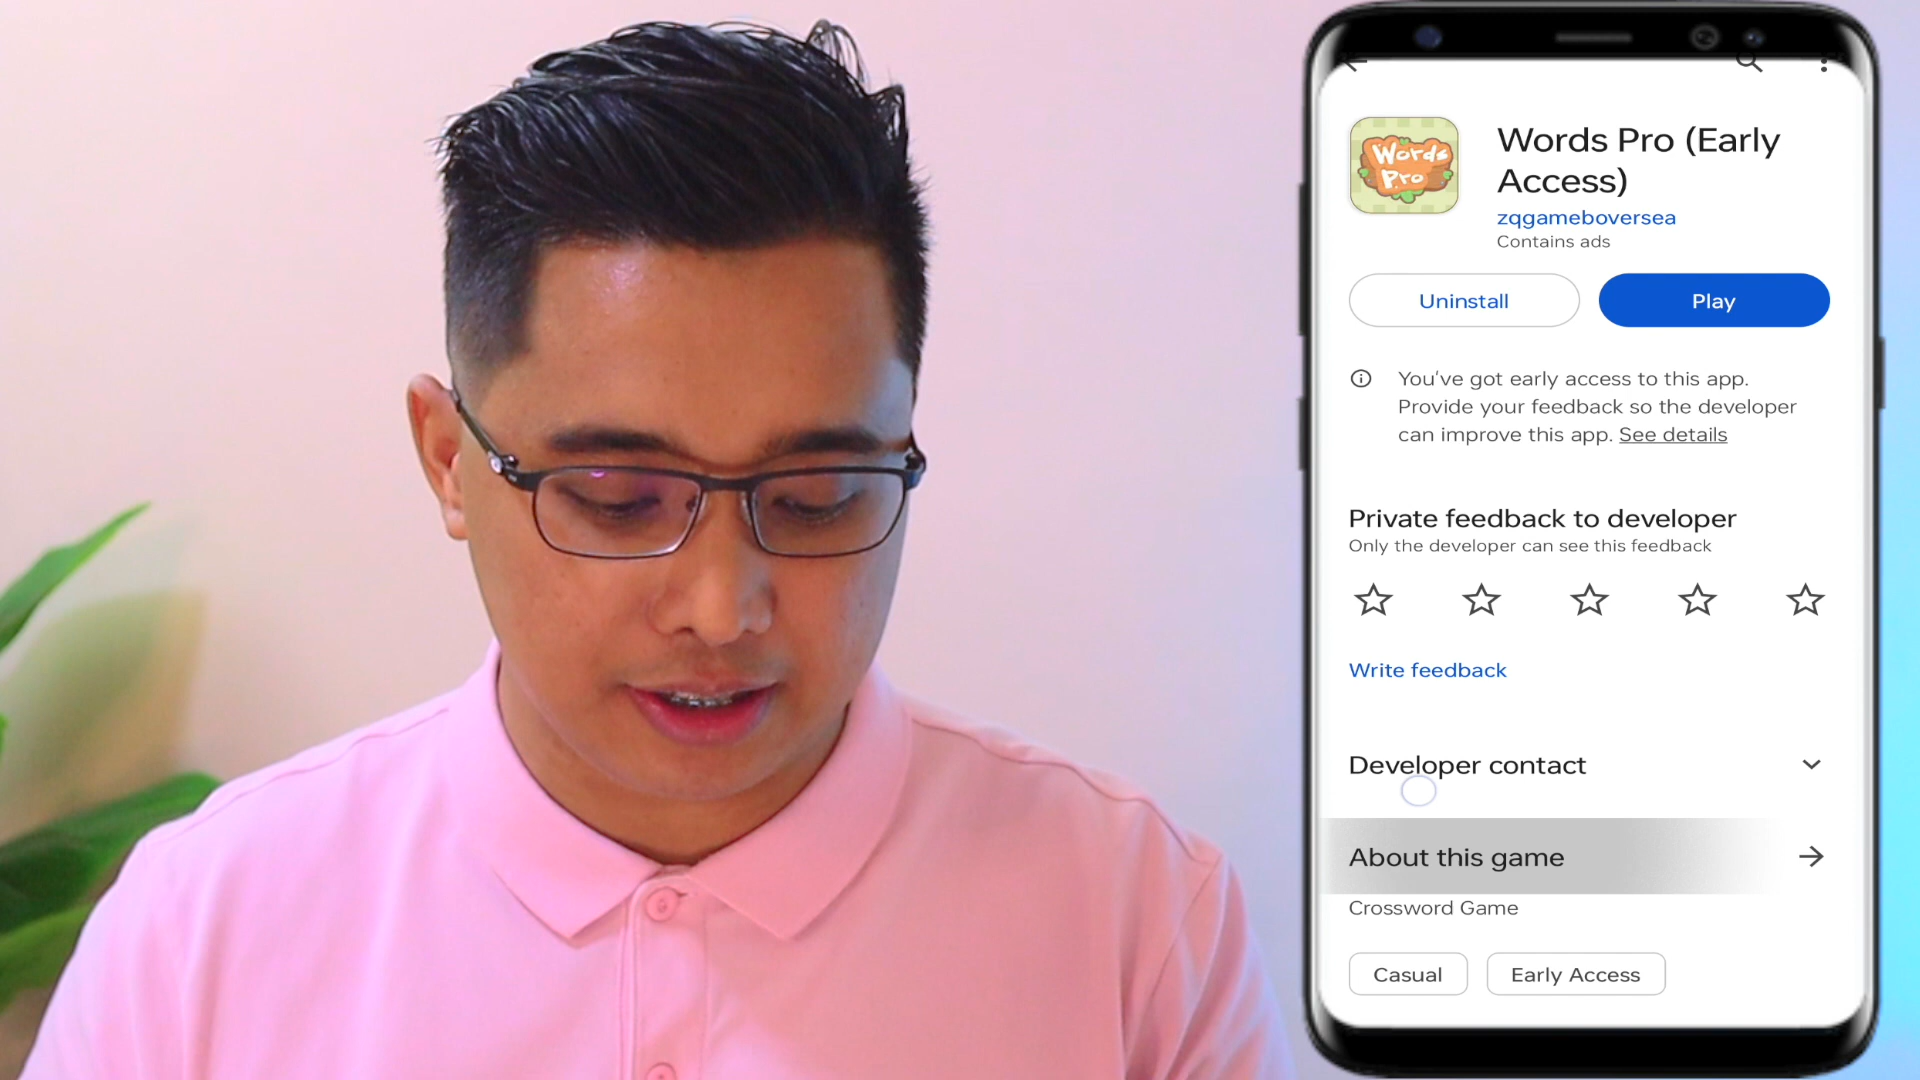 Words
Pro
Words Pro (Early
Access)
zqgameboversea
Contains ads
Uninstall
Play
You've got early access to this app.
Provide your feedback so the developer
can improve this app. See details
Private feedback to developer
Only the developer can see this feedback
Write feedback
Developer contact
About this game
Crossword Game
Casual
Early Access